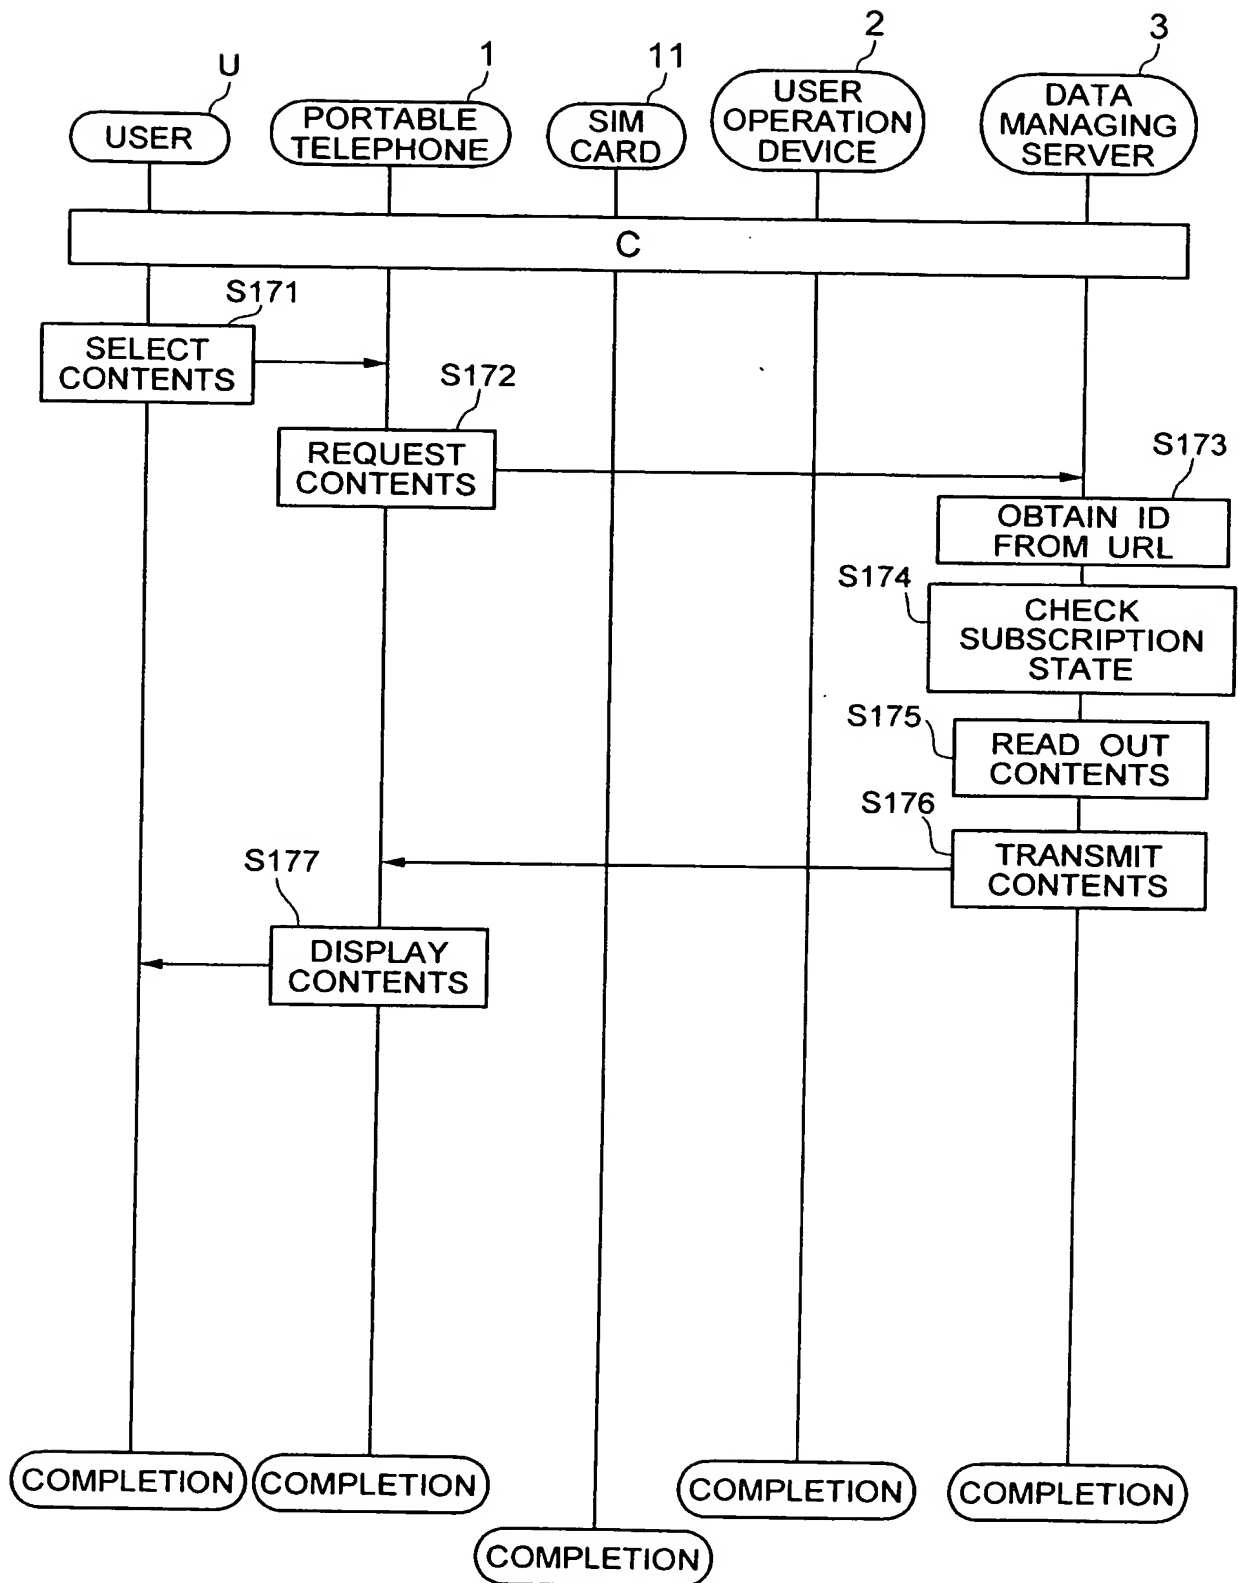 U
1
11
2
3
USER
PORTABLE
TELEPHONE
SIM
CARD
USER
OPERATION
DEVICE
DATA
MANAGING
SERVER
C
S171
SELECT
CONTENTS
S172
REQUEST
CONTENTS
S173
OBTAIN ID
FROM URL
S174
CHECK
SUBSCRIPTION
STATE
S175
READ OUT
CONTENTS
S176
TRANSMIT
CONTENTS
S177
DISPLAY
CONTENTS
COMPLETION
COMPLETION
COMPLETION
COMPLETION
COMPLETION